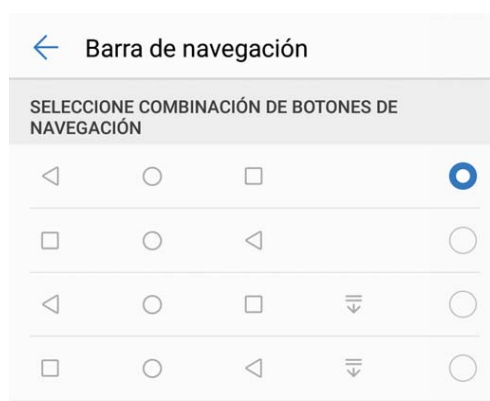 Barra de navegación
SELECCIONE COMBINACIÓN DE BOTONES DE
NAVEGACIÓN